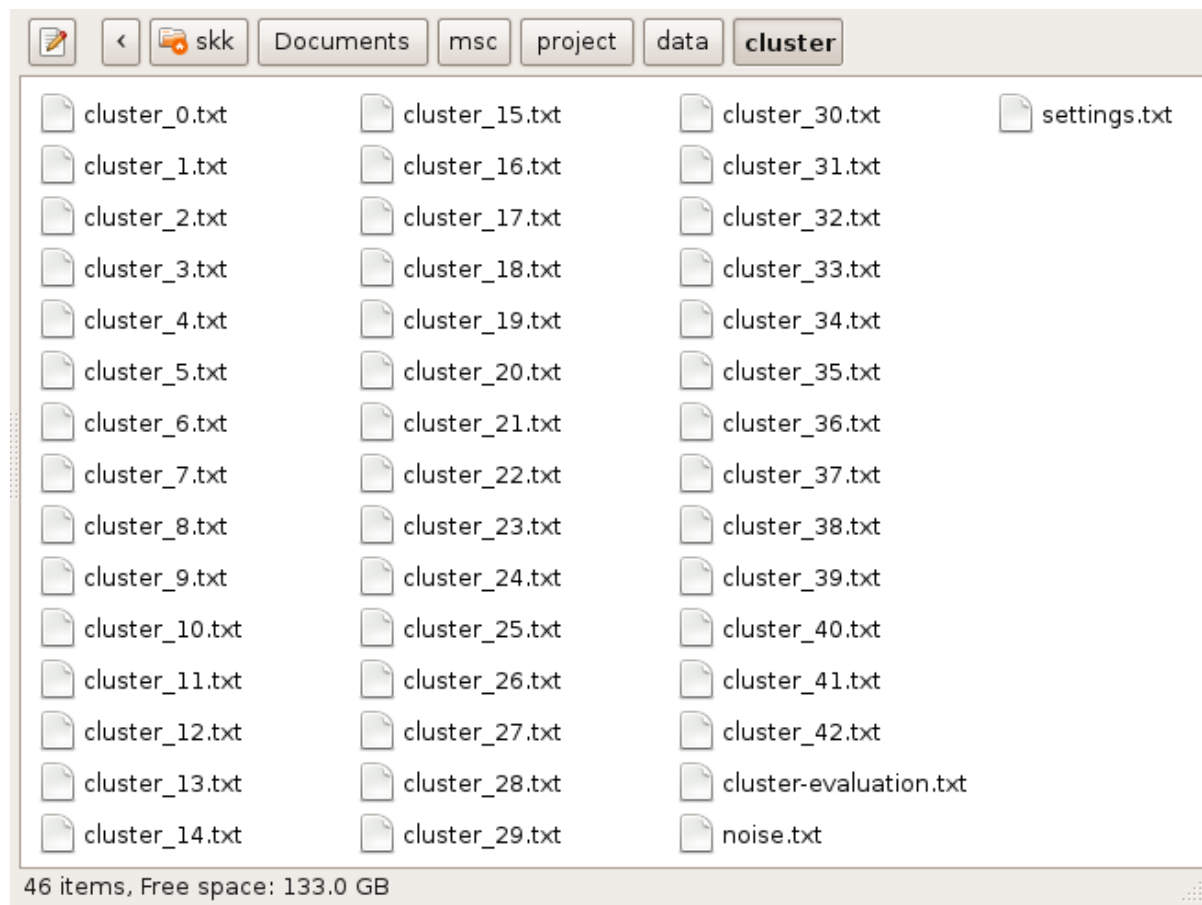 skk Documents msc project data cluster
cluster_0.txt cluster_15.txt cluster_30.txt settings.txt
cluster_1.txt cluster_16.txt cluster_31.txt
cluster_2.txt cluster_17.txt cluster_32.txt
cluster_3.txt cluster_18.txt cluster_33.txt
cluster_4.txt cluster_19.txt cluster_34.txt
cluster_5.txt cluster_20.txt cluster_35.txt
cluster_6.txt cluster_21.txt cluster_36.txt
cluster_7.txt cluster_22.txt cluster_37.txt
cluster_8.txt cluster_23.txt cluster_38.txt
cluster_9.txt cluster_24.txt cluster_39.txt
cluster_10.txt cluster_25.txt cluster_40.txt
cluster_11.txt cluster_26.txt cluster_41.txt
cluster_12.txt cluster_27.txt cluster_42.txt
cluster_13.txt cluster_28.txt cluster-evaluation.txt
cluster_14.txt cluster_29.txt noise.txt
46 items, Free space: 133.0 GB